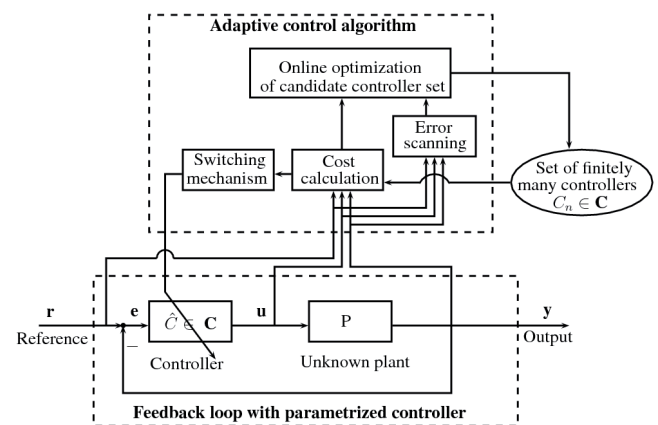 Adaptive control algorithm
Online optimization
of candidate controller set
Error
scanning
Switching
mechanism
Cost
calculation
Set of finitely
many controllers
Cₙ ∈ C
r
Reference
e
−
Ĉ ∈ C
Controller
u
P
Unknown plant
y
Output
Feedback loop with parametrized controller